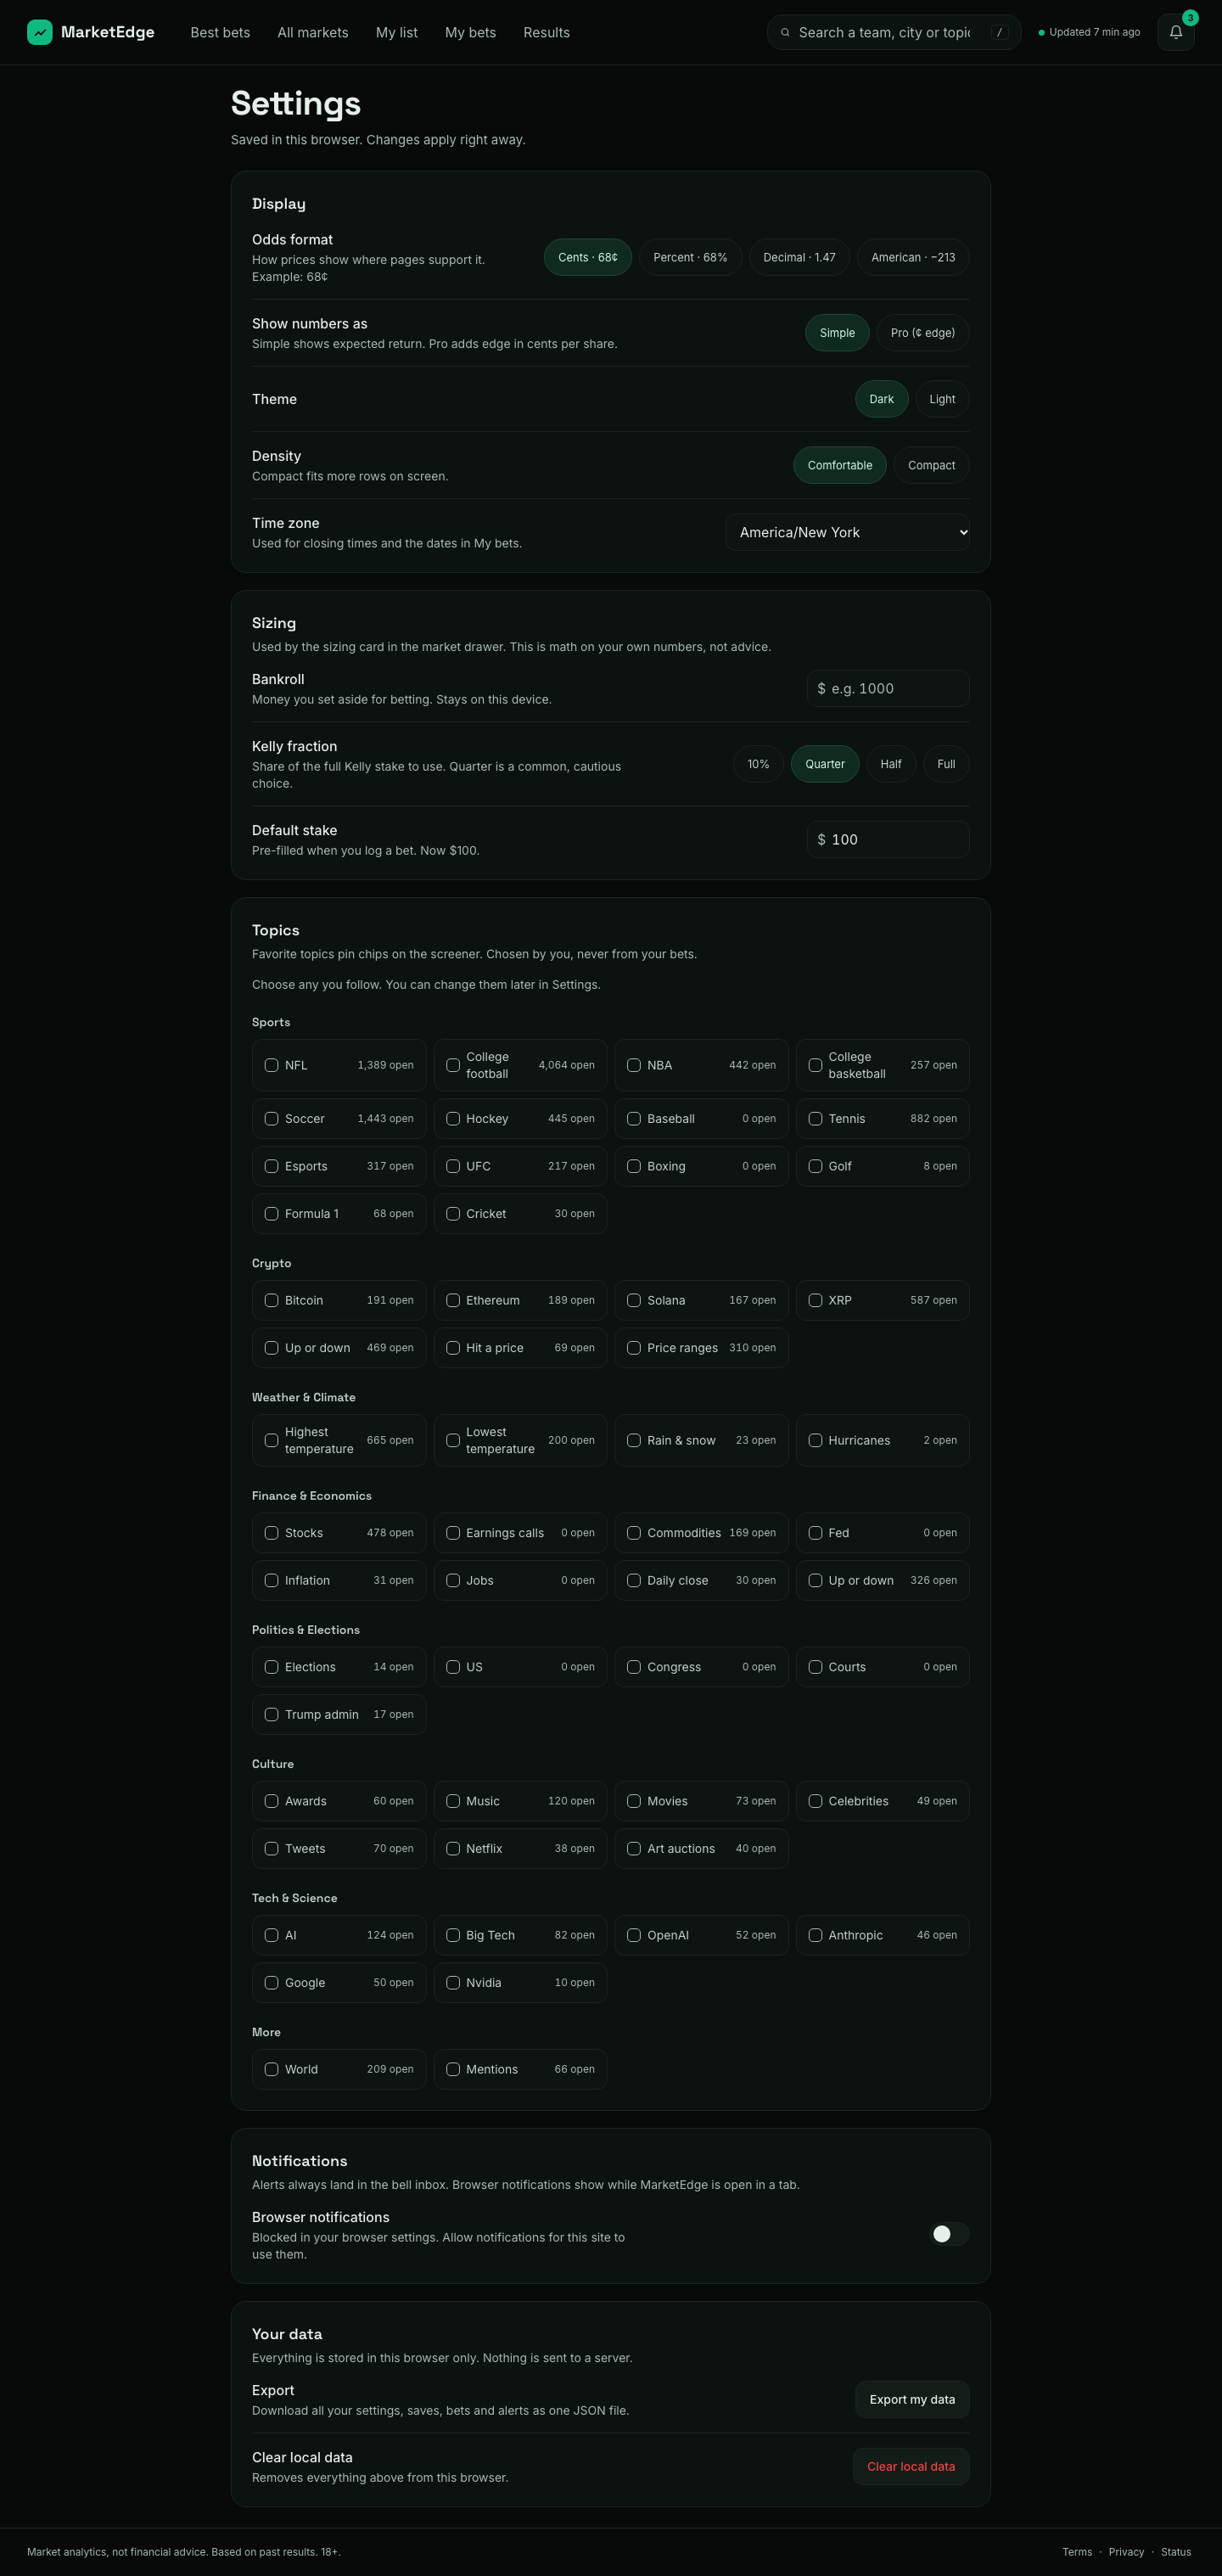 MarketEdge
Best bets
All markets
My list
My bets
Results
Search a team, city or topic
/
Updated 7 min ago
3
Settings
Saved in this browser. Changes apply right away.
Display
Odds format
How prices show where pages support it.
Example: 68¢
Cents · 68¢
Percent · 68%
Decimal · 1.47
American · −213
Show numbers as
Simple shows expected return. Pro adds edge in cents per share.
Simple
Pro (¢ edge)
Theme
Dark
Light
Density
Compact fits more rows on screen.
Comfortable
Compact
Time zone
Used for closing times and the dates in My bets.
America/New York
Sizing
Used by the sizing card in the market drawer. This is math on your own numbers, not advice.
Bankroll
Money you set aside for betting. Stays on this device.
$ e.g. 1000
Kelly fraction
Share of the full Kelly stake to use. Quarter is a common, cautious
choice.
10%
Quarter
Half
Full
Default stake
Pre-filled when you log a bet. Now $100.
$ 100
Topics
Favorite topics pin chips on the screener. Chosen by you, never from your bets.
Choose any you follow. You can change them later in Settings.
Sports
NFL 1,389 open
College
football
4,064 open
NBA 442 open
College
basketball
257 open
Soccer 1,443 open
Hockey 445 open
Baseball 0 open
Tennis 882 open
Esports 317 open
UFC 217 open
Boxing 0 open
Golf 8 open
Formula 1 68 open
Cricket 30 open
Crypto
Bitcoin 191 open
Ethereum 189 open
Solana 167 open
XRP 587 open
Up or down 469 open
Hit a price 69 open
Price ranges 310 open
Weather & Climate
Highest
temperature
665 open
Lowest
temperature
200 open
Rain & snow 23 open
Hurricanes 2 open
Finance & Economics
Stocks 478 open
Earnings calls 0 open
Commodities 169 open
Fed 0 open
Inflation 31 open
Jobs 0 open
Daily close 30 open
Up or down 326 open
Politics & Elections
Elections 14 open
US 0 open
Congress 0 open
Courts 0 open
Trump admin 17 open
Culture
Awards 60 open
Music 120 open
Movies 73 open
Celebrities 49 open
Tweets 70 open
Netflix 38 open
Art auctions 40 open
Tech & Science
AI 124 open
Big Tech 82 open
OpenAI 52 open
Anthropic 46 open
Google 50 open
Nvidia 10 open
More
World 209 open
Mentions 66 open
Notifications
Alerts always land in the bell inbox. Browser notifications show while MarketEdge is open in a tab.
Browser notifications
Blocked in your browser settings. Allow notifications for this site to
use them.
Your data
Everything is stored in this browser only. Nothing is sent to a server.
Export
Download all your settings, saves, bets and alerts as one JSON file.
Export my data
Clear local data
Removes everything above from this browser.
Clear local data
Market analytics, not financial advice. Based on past results. 18+.
Terms · Privacy · Status